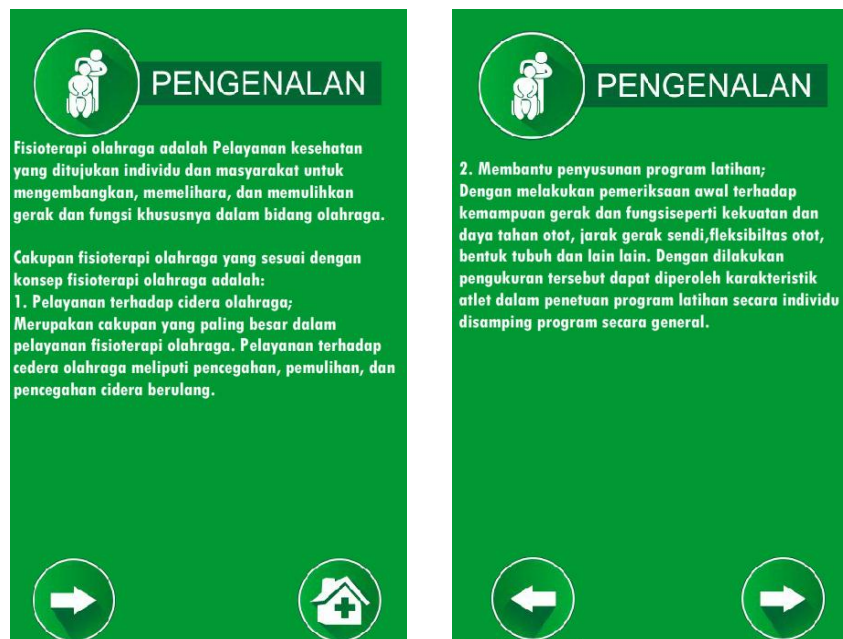 PENGENALAN
Fisioterapi olahraga adalah Pelayanan kesehatan
yang ditujukan individu dan masyarakat untuk
mengembangkan, memelihara, dan memulihkan
gerak dan fungsi khususnya dalam bidang olahraga.
Cakupan fisioterapi olahraga yang sesuai dengan
konsep fisioterapi olahraga adalah:
1. Pelayanan terhadap cidera olahraga;
Merupakan cakupan yang paling besar dalam
pelayanan fisioterapi olahraga. Pelayanan terhadap
cedera olahraga meliputi pencegahan, pemulihan, dan
pencegahan cidera berulang.
PENGENALAN
2. Membantu penyusunan program latihan;
Dengan melakukan pemeriksaan awal terhadap
kemampuan gerak dan fungsiseperti kekuatan dan
daya tahan otot, jarak gerak sendi,fleksibiltas otot,
bentuk tubuh dan lain lain. Dengan dilakukan
pengukuran tersebut dapat diperoleh karakteristik
atlet dalam penetuan program latihan secara individu
disamping program secara general.